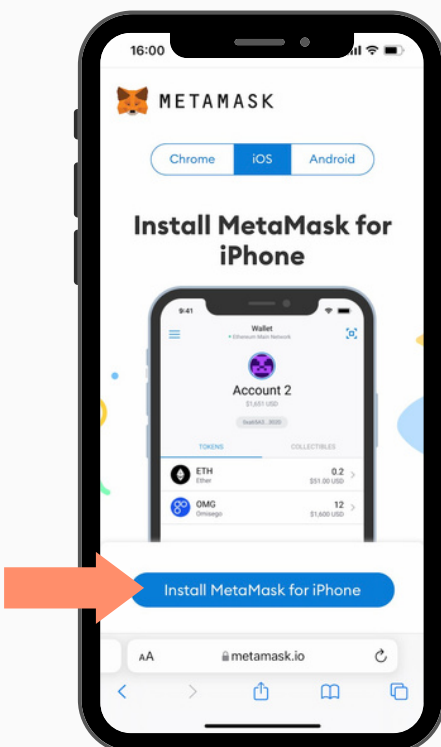 16:00
METAMASK
Chrome
iOS
Android
Install MetaMask for
iPhone
9:41
Wallet
Ethereum Main Network
Account 2
$1,651 USD
TOKENS
COLLECTIBLES
ETH
0.2
Ether
$51.00 USD
OMG
12
Omisego
$1,600 USD
Install MetaMask for iPhone
AA
metamask.io